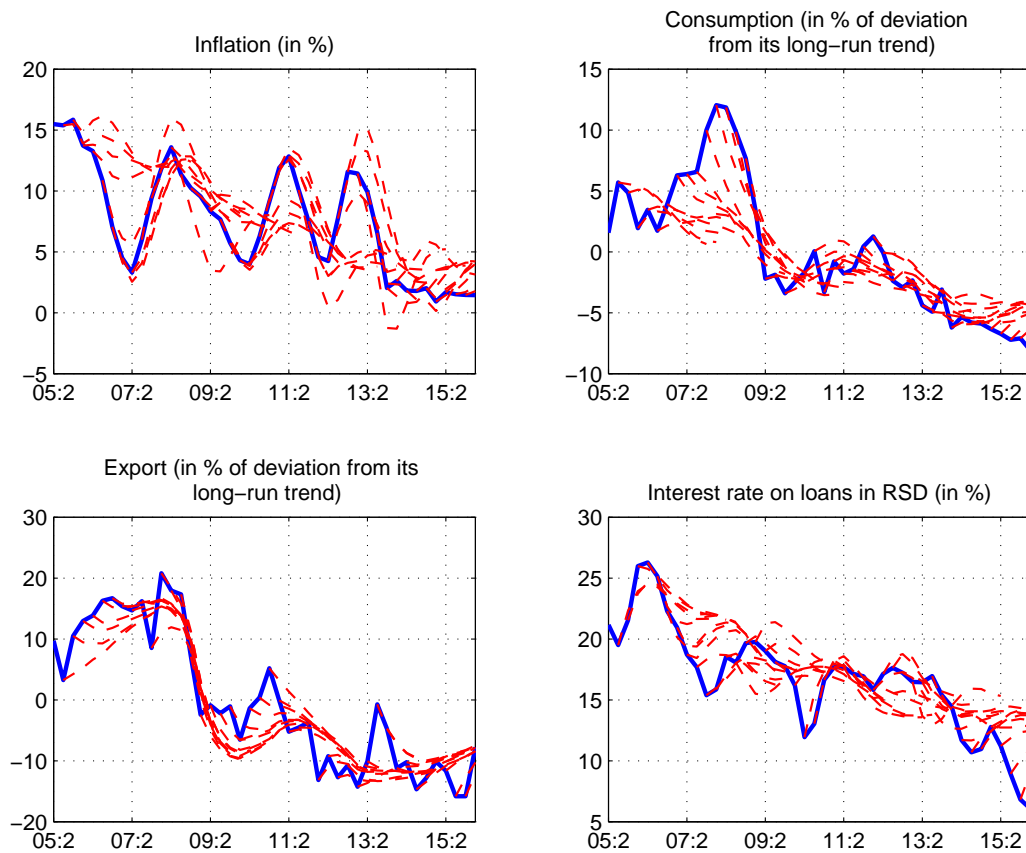 Inflation (in %)
20
15
10
5
0
−5
05:2 07:2 09:2 11:2 13:2 15:2
Consumption (in % of deviation
from its long−run trend)
15
10
5
0
−5
−10
05:2 07:2 09:2 11:2 13:2 15:2
Export (in % of deviation from its
long−run trend)
30
20
10
0
−10
−20
05:2 07:2 09:2 11:2 13:2 15:2
Interest rate on loans in RSD (in %)
30
25
20
15
10
5
05:2 07:2 09:2 11:2 13:2 15:2